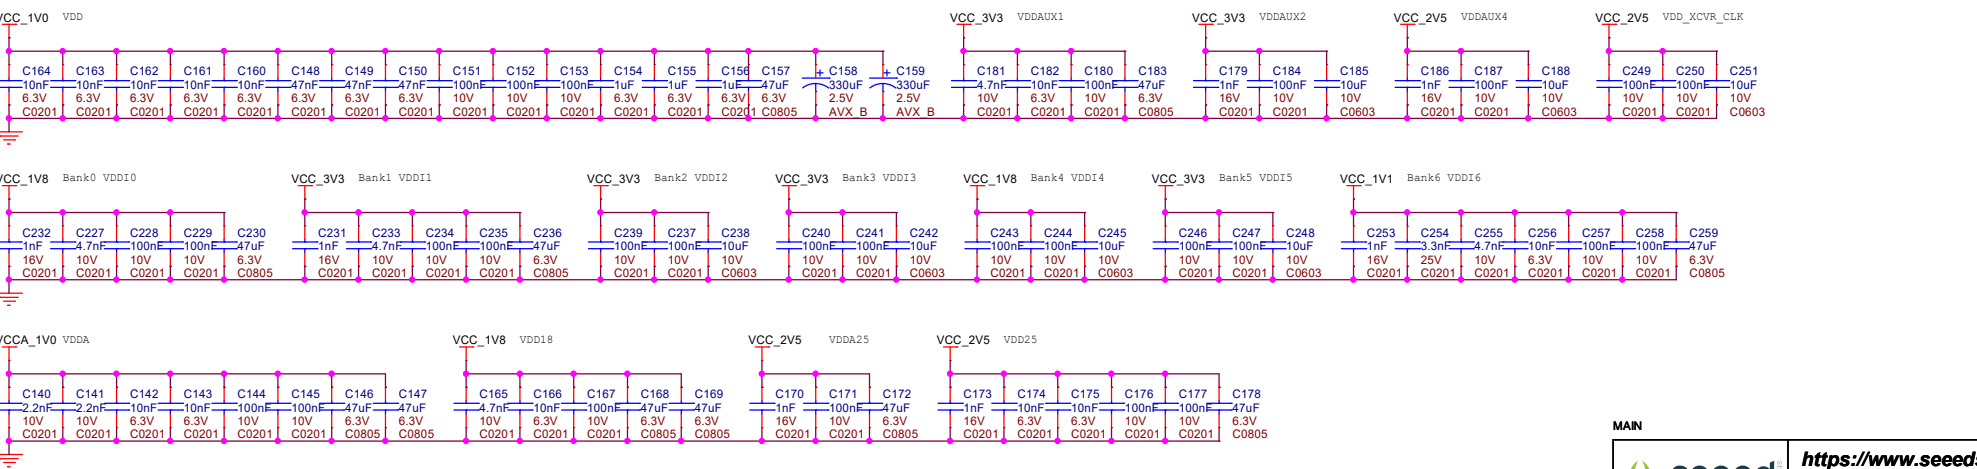 VCC_1V0 VDD VCC_3V3 VDDAUX1 VCC_3V3 VDDAUX2 VCC_2V5 VDDAUX4 VCC_2V5 VDD_XCVR_CLK
C164 C163 C162 C161 C160 C148 C149 C150 C151 C152 C153 C154 C155 C156 C157 + C158 + C159 C181 C182 C180 C183 C179 C184 C185 C186 C187 C188 C249 C250 C251
10nF 10nF 10nF 10nF 10nF 47nF 47nF 47nF 100nF 100nF 100nF 1uF 1uF 1uF 47uF 330uF 330uF 4.7nF 10nF 100nF 47uF 1nF 100nF 10uF 1nF 100nF 10uF 100nF 100nF 10uF
6.3V 6.3V 6.3V 6.3V 6.3V 6.3V 6.3V 6.3V 10V 10V 10V 6.3V 6.3V 6.3V 6.3V 2.5V 2.5V 10V 6.3V 10V 6.3V 16V 10V 10V 16V 10V 10V 10V 10V 10V
C0201 C0201 C0201 C0201 C0201 C0201 C0201 C0201 C0201 C0201 C0201 C0201 C0201 C0201 C0805 AVX_B AVX_B C0201 C0201 C0201 C0805 C0201 C0201 C0603 C0201 C0201 C0603 C0201 C0201 C0603
VCC_1V8 Bank0 VDDI0 VCC_3V3 Bank1 VDDI1 VCC_3V3 Bank2 VDDI2 VCC_3V3 Bank3 VDDI3 VCC_1V8 Bank4 VDDI4 VCC_3V3 Bank5 VDDI5 VCC_1V1 Bank6 VDDI6
C232 C227 C228 C229 C230 C231 C233 C234 C235 C236 C239 C237 C238 C240 C241 C242 C243 C244 C245 C246 C247 C248 C253 C254 C255 C256 C257 C258 C259
1nF 4.7nF 100nF 100nF 47uF 1nF 4.7nF 100nF 100nF 47uF 100nF 100nF 10uF 100nF 100nF 10uF 100nF 100nF 10uF 100nF 100nF 10uF 1nF 3.3nF 4.7nF 10nF 100nF 100nF 47uF
16V 10V 10V 10V 6.3V 16V 10V 10V 10V 6.3V 10V 10V 10V 10V 10V 10V 10V 10V 10V 10V 10V 10V 16V 25V 10V 6.3V 10V 10V 6.3V
C0201 C0201 C0201 C0201 C0805 C0201 C0201 C0201 C0201 C0805 C0201 C0201 C0603 C0201 C0201 C0603 C0201 C0201 C0603 C0201 C0201 C0603 C0201 C0201 C0201 C0201 C0201 C0201 C0805
VCCA_1V0 VDDA VCC_1V8 VDD18 VCC_2V5 VDDA25 VCC_2V5 VDD25
C140 C141 C142 C143 C144 C145 C146 C147 C165 C166 C167 C168 C169 C170 C171 C172 C173 C174 C175 C176 C177 C178
2.2nF 2.2nF 10nF 10nF 100nF 100nF 47uF 47uF 4.7nF 10nF 100nF 47uF 47uF 1nF 100nF 47uF 1nF 10nF 10nF 100nF 100nF 47uF
10V 10V 6.3V 6.3V 10V 10V 6.3V 6.3V 10V 6.3V 10V 6.3V 6.3V 16V 10V 6.3V 16V 6.3V 6.3V 10V 10V 6.3V
C0201 C0201 C0201 C0201 C0201 C0201 C0805 C0805 C0201 C0201 C0201 C0805 C0805 C0201 C0201 C0805 C0201 C0201 C0201 C0201 C0201 C0805
MAIN
seeed https://www.seeeds